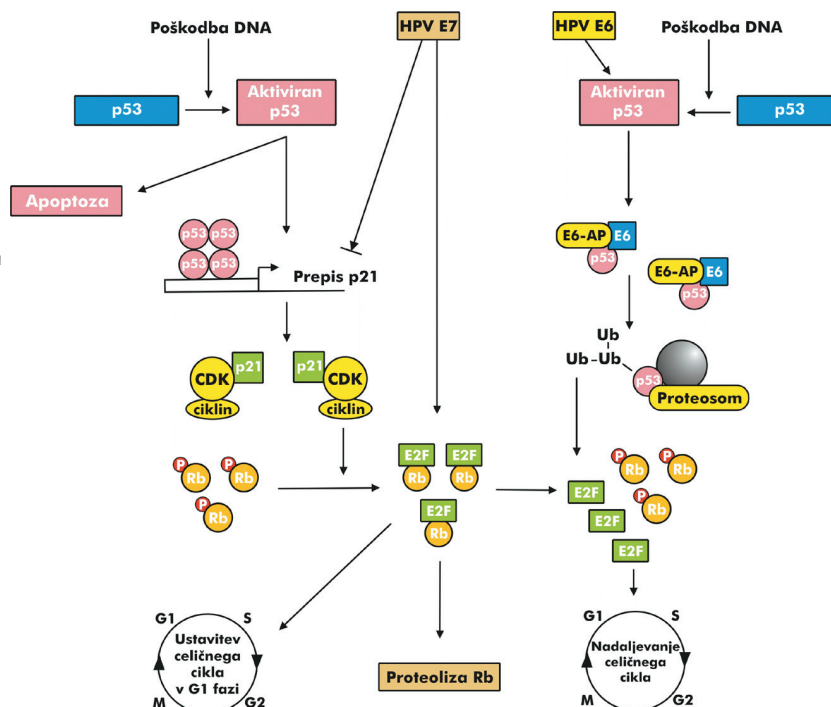 Poškodba DNA
HPV E7
HPV E6
Poškodba DNA
p53
Aktiviran
p53
Aktiviran
p53
p53
Apoptoza
p53 p53
p53 p53
Prepis p21
E6-AP E6
p53
E6-AP E6
p53
Ub
Ub-Ub
p53
Proteosom
CDK p21
ciklin
p21 CDK
ciklin
P Rb
P Rb
P Rb
E2F
Rb
E2F
Rb
E2F
Rb
P Rb
P Rb
P Rb
E2F
E2F
E2F
G1 S
Ustavitev
celičnega
cikla
v G1 fazi
M G2
Proteoliza Rb
G1 S
Nadaljevanje
celičnega
cikla
M G2